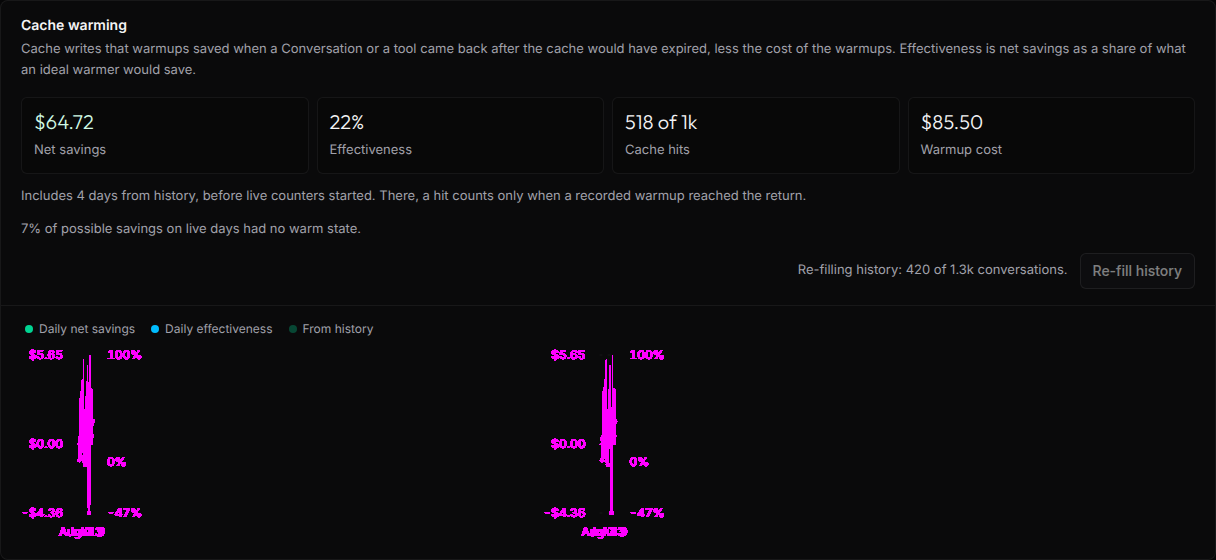 Cache warming
Cache writes that warmups saved when a Conversation or a tool came back after the cache would have expired, less the cost of the warmups. Effectiveness is net savings as a share of what
an ideal warmer would save.
$64.72
Net savings
22%
Effectiveness
518 of 1k
Cache hits
$85.50
Warmup cost
Includes 4 days from history, before live counters started. There, a hit counts only when a recorded warmup reached the return.
7% of possible savings on live days had no warm state.
Re-filling history: 420 of 1.3k conversations.
Re-fill history
Daily net savings
Daily effectiveness
From history
$5.65
100%
$0.00
0%
-$4.36
-47%
$5.65
100%
$0.00
0%
-$4.36
-47%